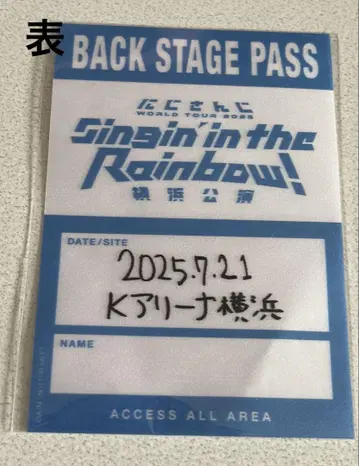 表
BACK STAGE PASS
にじさんじ
WORLD TOUR 2025
Singin' in the
Rainbow!
横浜公演
DATE/SITE
2025.7.21
Kアリーナ横浜
NAME
ACCESS ALL AREA